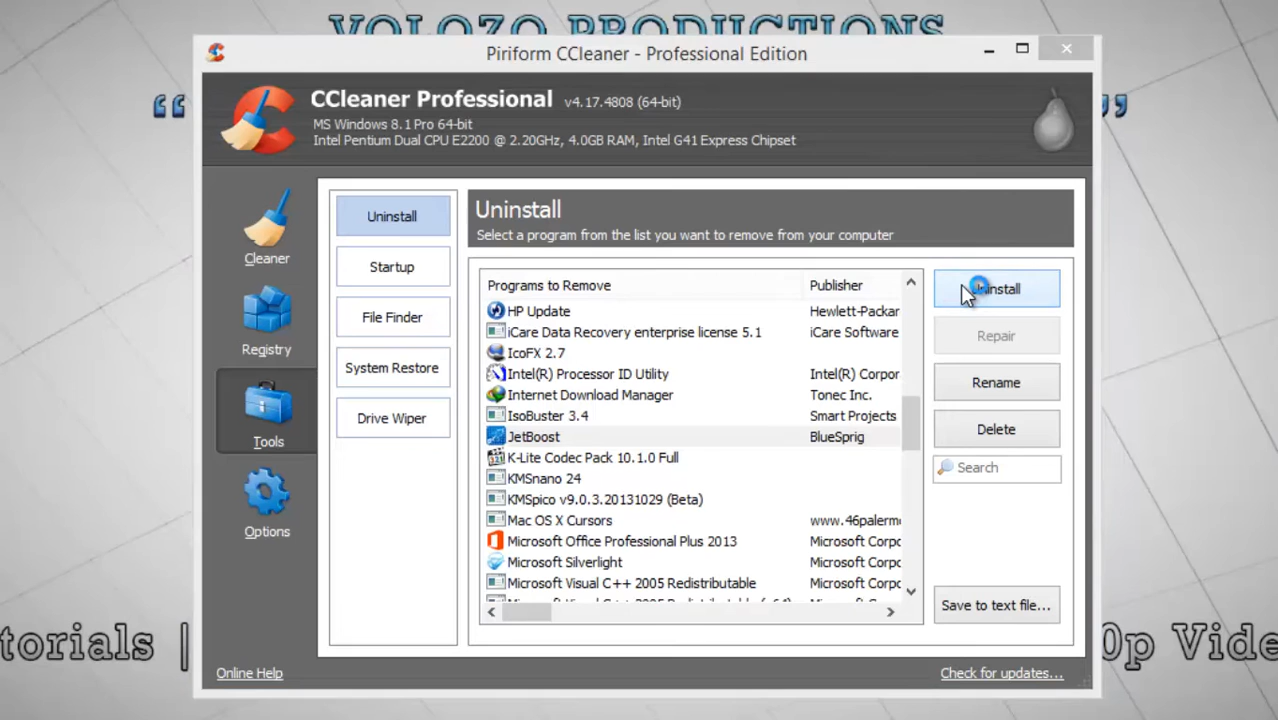 VOLOZO PRODUCTIONS
“ ”
Piriform CCleaner - Professional Edition
CCleaner Professional v4.17.4808 (64-bit)
MS Windows 8.1 Pro 64-bit
Intel Pentium Dual CPU E2200 @ 2.20GHz, 4.0GB RAM, Intel G41 Express Chipset
Cleaner
Registry
Tools
Options
Uninstall
Startup
File Finder
System Restore
Drive Wiper
Uninstall
Select a program from the list you want to remove from your computer
Programs to Remove Publisher
HP Update Hewlett-Packar
iCare Data Recovery enterprise license 5.1 iCare Software
IcoFX 2.7
Intel(R) Processor ID Utility Intel(R) Corpor
Internet Download Manager Tonec Inc.
IsoBuster 3.4 Smart Projects
JetBoost BlueSprig
K-Lite Codec Pack 10.1.0 Full
KMSnano 24
KMSpico v9.0.3.20131029 (Beta)
Mac OS X Cursors www.46palerm
Microsoft Office Professional Plus 2013 Microsoft Corpo
Microsoft Silverlight Microsoft Corpo
Microsoft Visual C++ 2005 Redistributable Microsoft Corpo
Uninstall
Repair
Rename
Delete
Search
Save to text file...
torials |
0p Vide
Online Help
Check for updates...